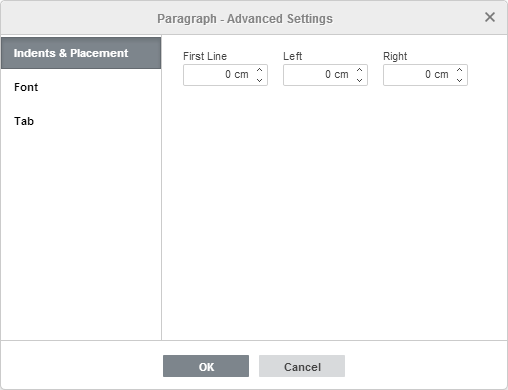 Paragraph - Advanced Settings
Indents & Placement
Font
Tab
First Line Left Right
0 cm 0 cm 0 cm
OK Cancel